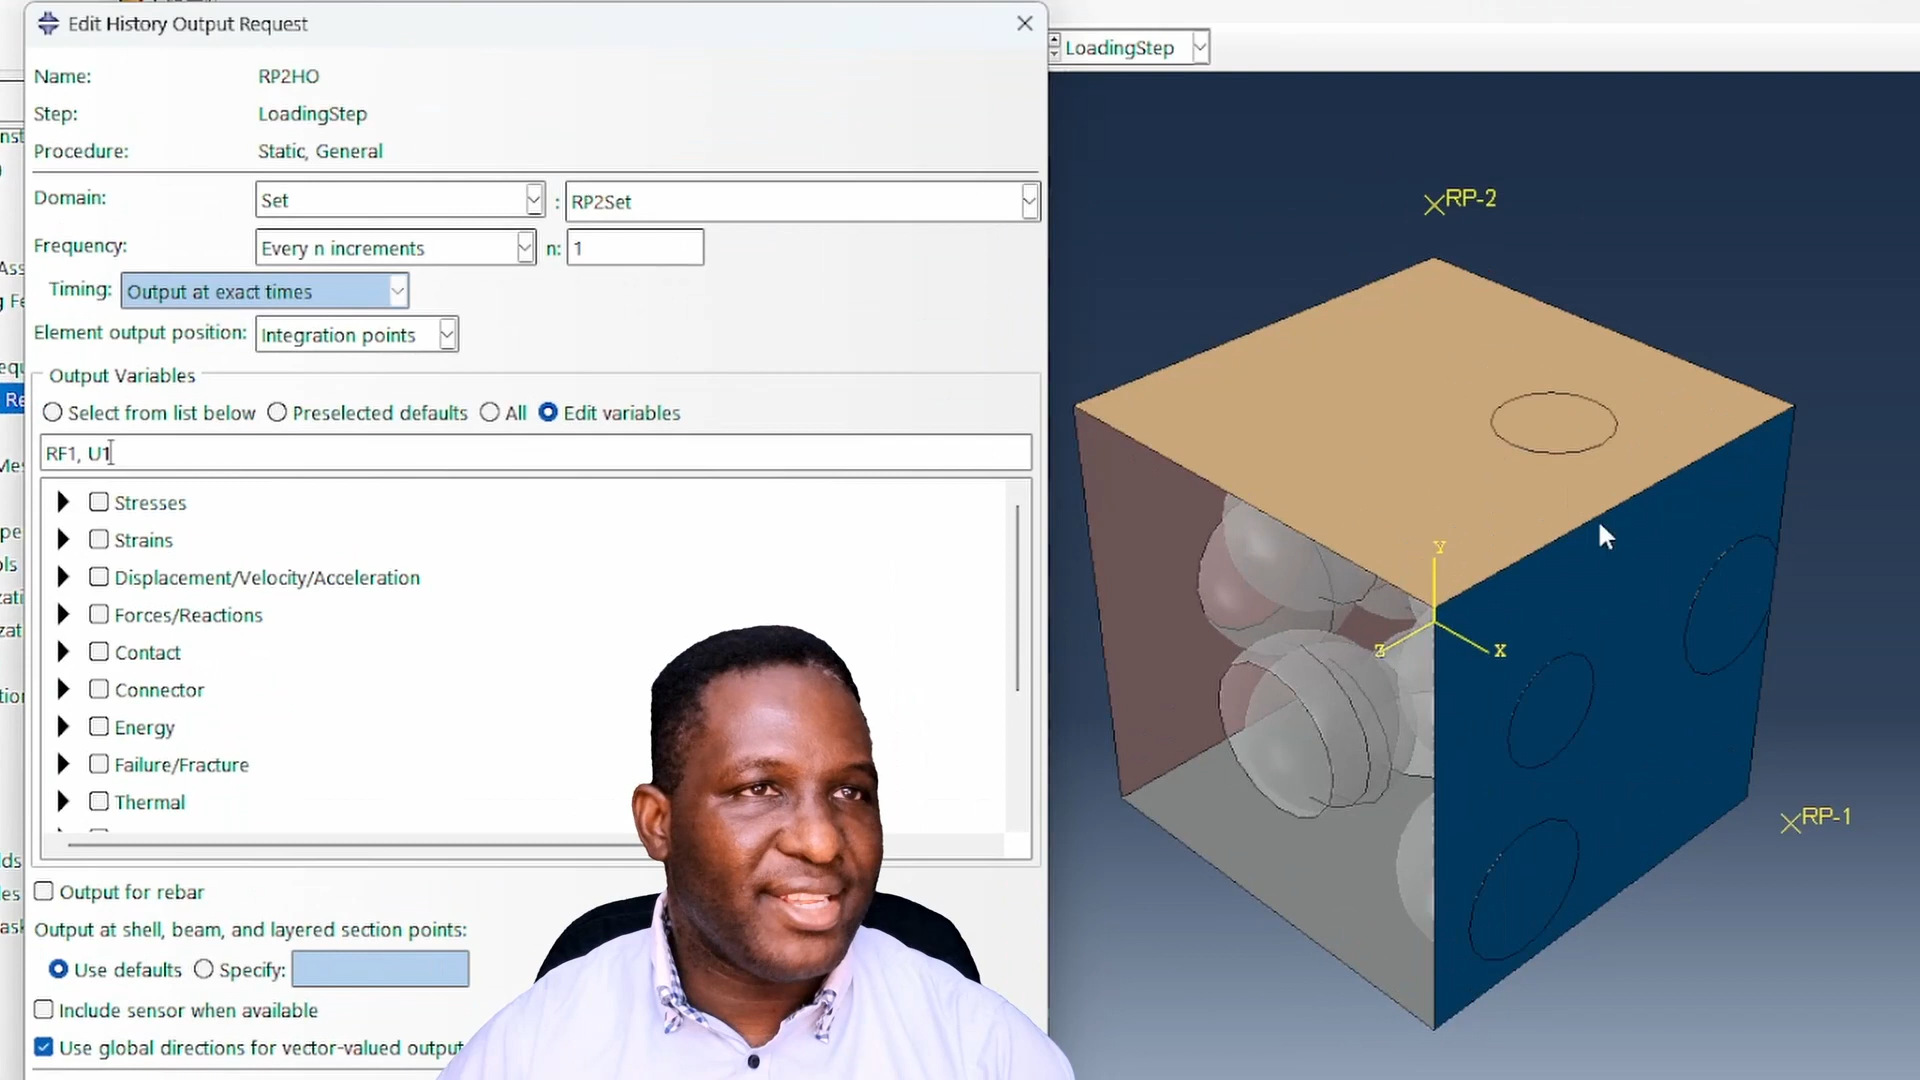 Edit History Output Request
LoadingStep
Name: RP2HO
Step: LoadingStep
Procedure: Static, General
Domain: Set : RP2Set
Frequency: Every n increments n: 1
Timing: Output at exact times
Element output position: Integration points
Output Variables
Select from list below Preselected defaults All Edit variables
RF1, U1
Stresses
Strains
Displacement/Velocity/Acceleration
Forces/Reactions
Contact
Connector
Energy
Failure/Fracture
Thermal
Output for rebar
Output at shell, beam, and layered section points:
Use defaults Specify:
Include sensor when available
Use global directions for vector-valued output
RP-2
Y
Z
X
RP-1